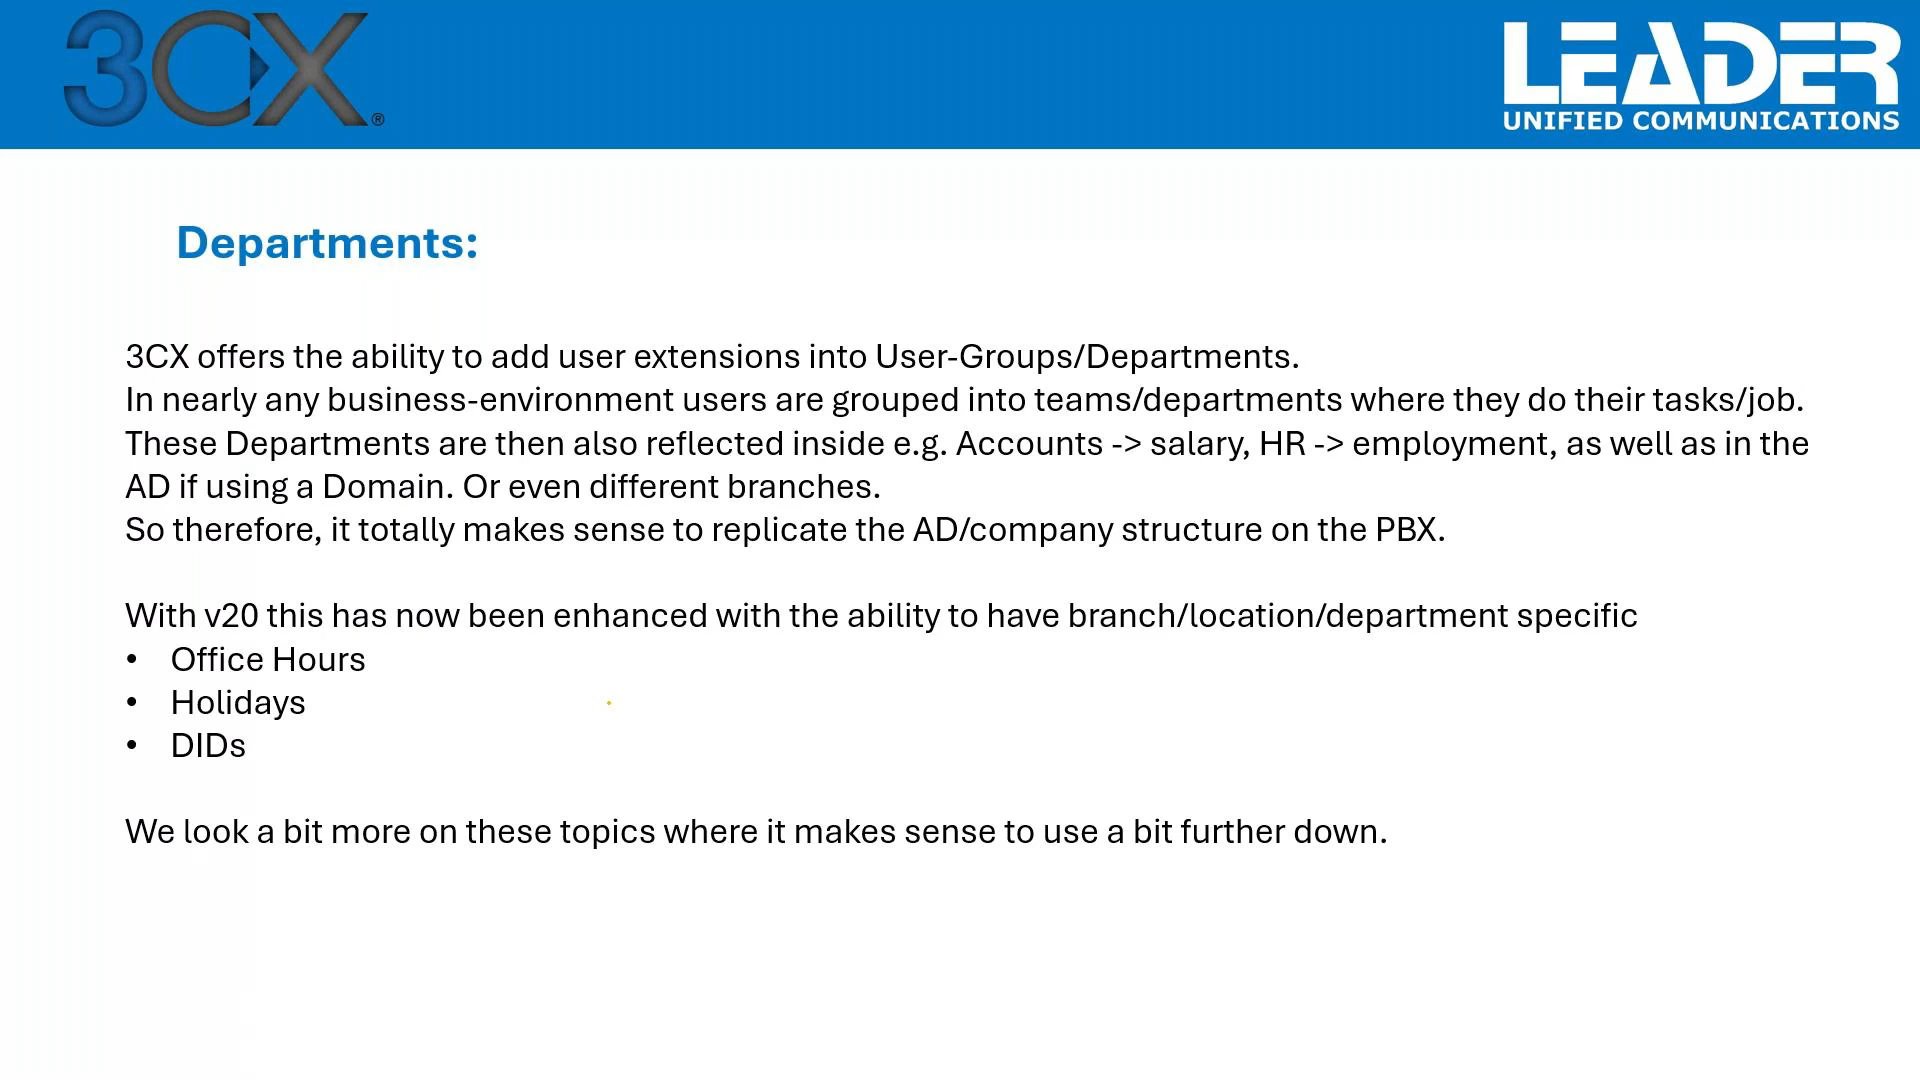 3CX®
LEADER
UNIFIED COMMUNICATIONS
Departments:
3CX offers the ability to add user extensions into User-Groups/Departments.
In nearly any business-environment users are grouped into teams/departments where they do their tasks/job.
These Departments are then also reflected inside e.g. Accounts -> salary, HR -> employment, as well as in the
AD if using a Domain. Or even different branches.
So therefore, it totally makes sense to replicate the AD/company structure on the PBX.
With v20 this has now been enhanced with the ability to have branch/location/department specific
• Office Hours
• Holidays
• DIDs
We look a bit more on these topics where it makes sense to use a bit further down.